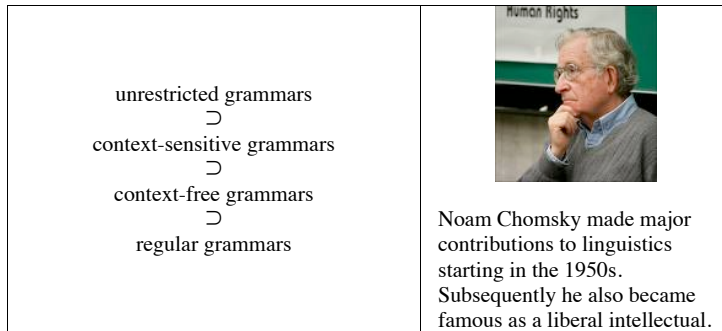 unrestricted grammars
⊃
context-sensitive grammars
⊃
context-free grammars
⊃
regular grammars
Human Rights
Noam Chomsky made major
contributions to linguistics
starting in the 1950s.
Subsequently he also became
famous as a liberal intellectual.